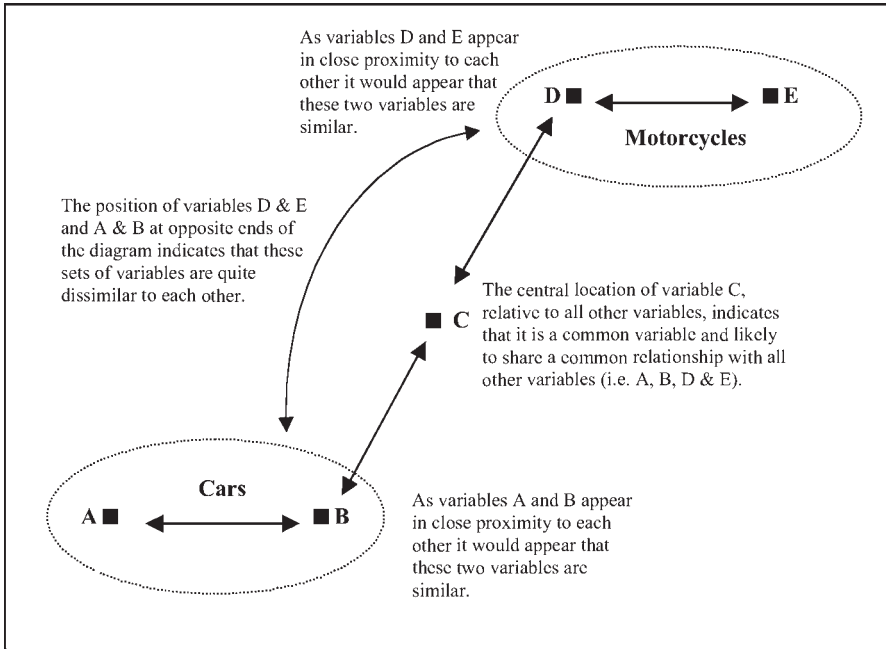 As variables D and E appear
in close proximity to each
other it would appear that
these two variables are
similar.
D
E
Motorcycles
The position of variables D & E
and A & B at opposite ends of
the diagram indicates that these
sets of variables are quite
dissimilar to each other.
C
The central location of variable C,
relative to all other variables, indicates
that it is a common variable and likely
to share a common relationship with all
other variables (i.e. A, B, D & E).
Cars
A
B
As variables A and B appear
in close proximity to each
other it would appear that
these two variables are
similar.